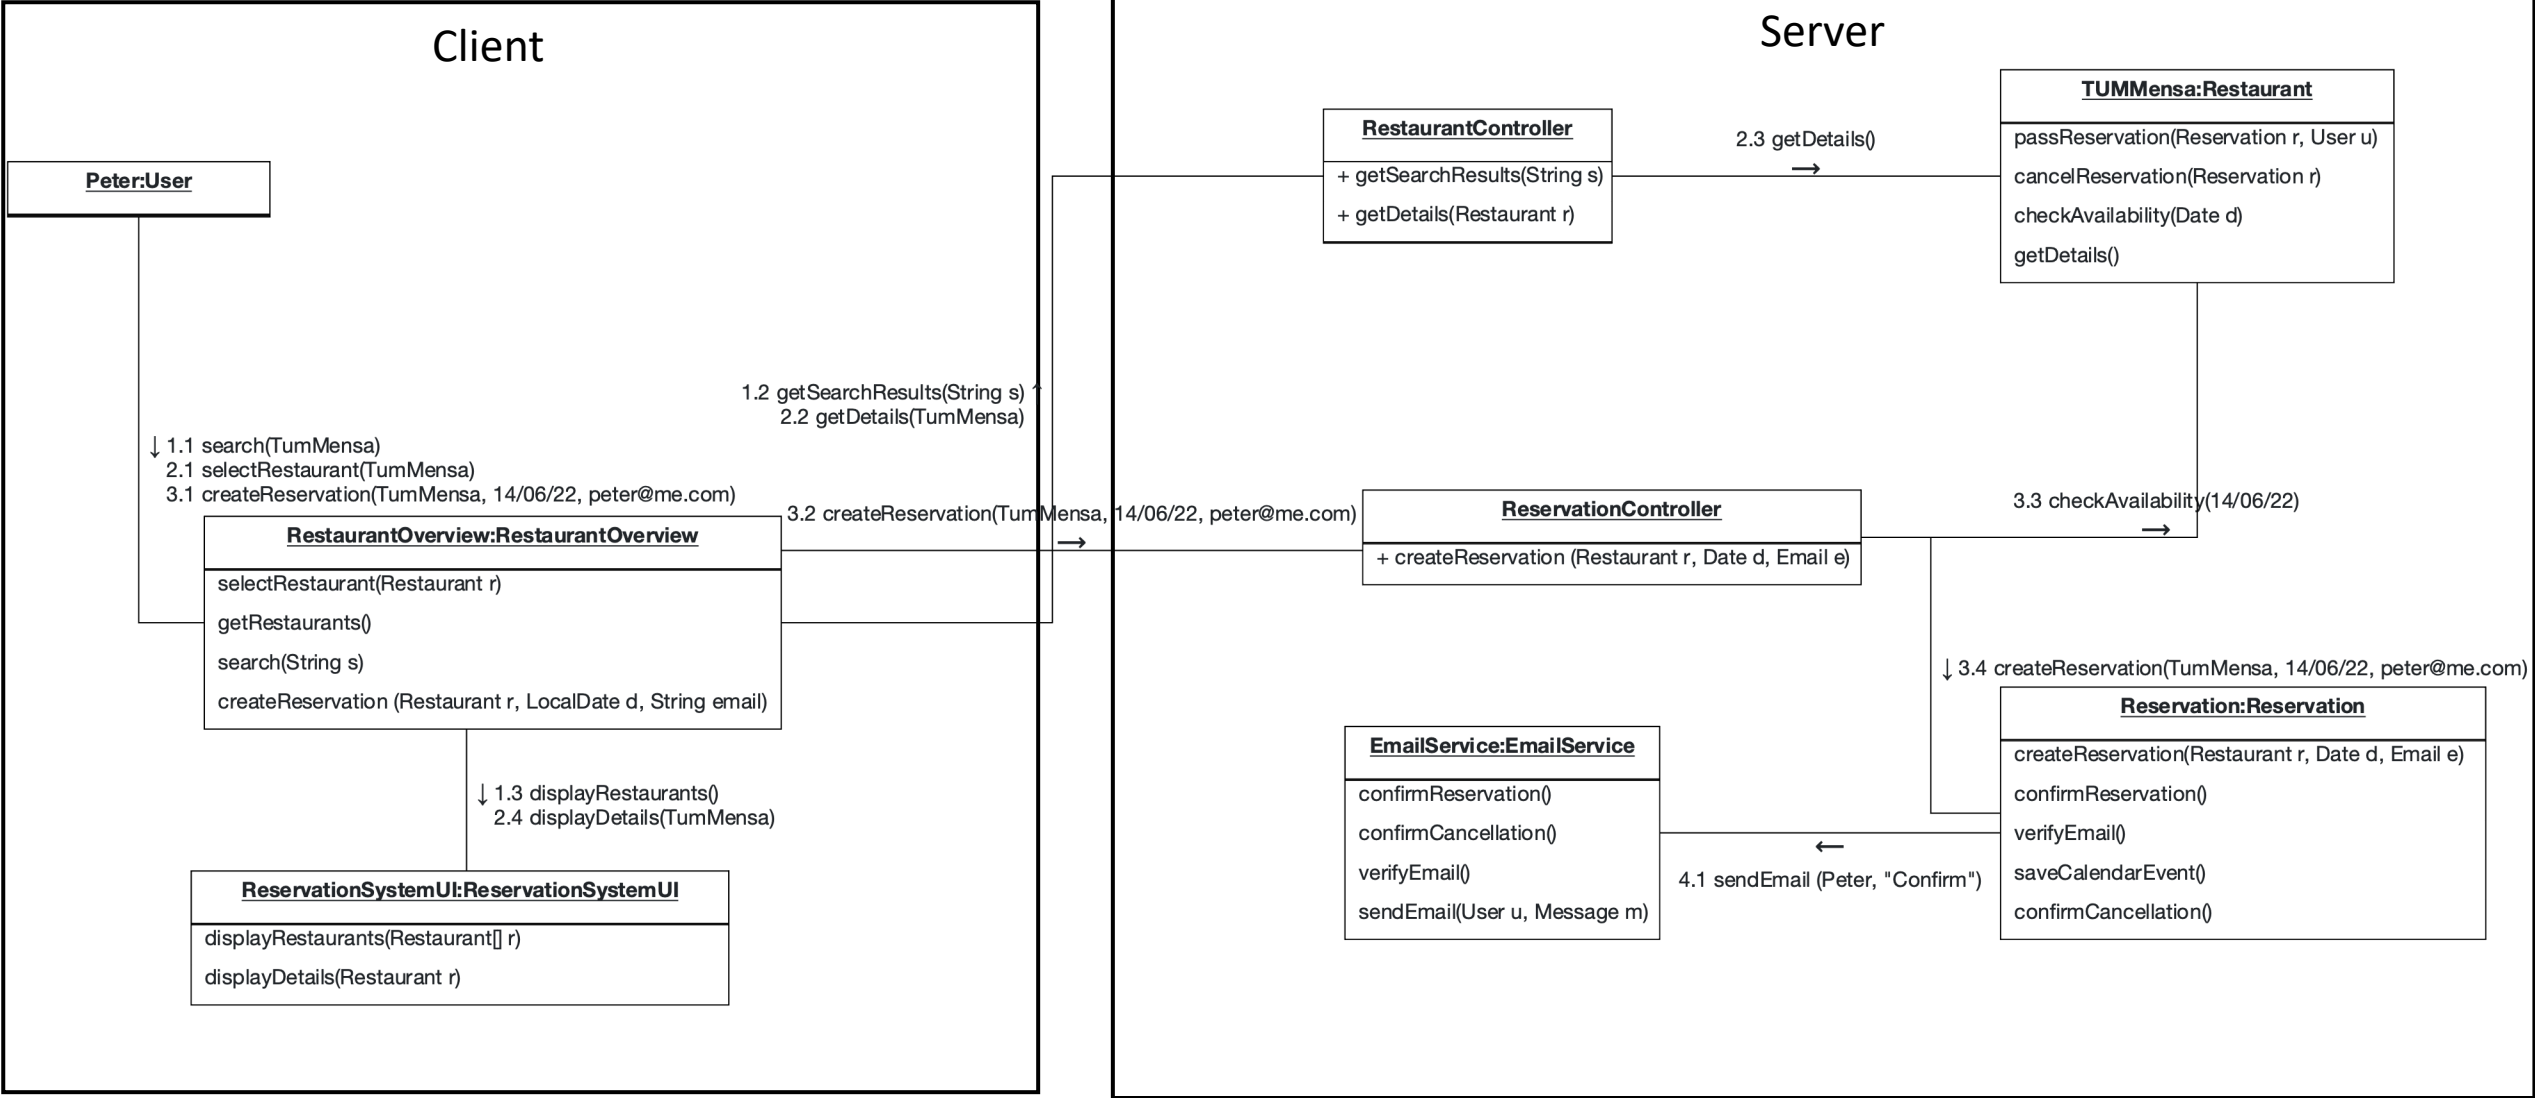 Client
Peter:User
↓ 1.1 search(TumMensa)
2.1 selectRestaurant(TumMensa)
3.1 createReservation(TumMensa, 14/06/22, peter@me.com)
1.2 getSearchResults(String s) ↑
2.2 getDetails(TumMensa)
RestaurantOverview:RestaurantOverview
selectRestaurant(Restaurant r)
getRestaurants()
search(String s)
createReservation (Restaurant r, LocalDate d, String email)
↓ 1.3 displayRestaurants()
2.4 displayDetails(TumMensa)
ReservationSystemUI:ReservationSystemUI
displayRestaurants(Restaurant[] r)
displayDetails(Restaurant r)
3.2 createReservation(TumMensa, 14/06/22, peter@me.com)
→
Server
RestaurantController
+ getSearchResults(String s)
+ getDetails(Restaurant r)
2.3 getDetails()
→
TUMMensa:Restaurant
passReservation(Reservation r, User u)
cancelReservation(Reservation r)
checkAvailability(Date d)
getDetails()
ReservationController
+ createReservation (Restaurant r, Date d, Email e)
3.3 checkAvailability(14/06/22)
→
↓ 3.4 createReservation(TumMensa, 14/06/22, peter@me.com)
Reservation:Reservation
createReservation(Restaurant r, Date d, Email e)
confirmReservation()
verifyEmail()
saveCalendarEvent()
confirmCancellation()
←
4.1 sendEmail (Peter, "Confirm")
EmailService:EmailService
confirmReservation()
confirmCancellation()
verifyEmail()
sendEmail(User u, Message m)